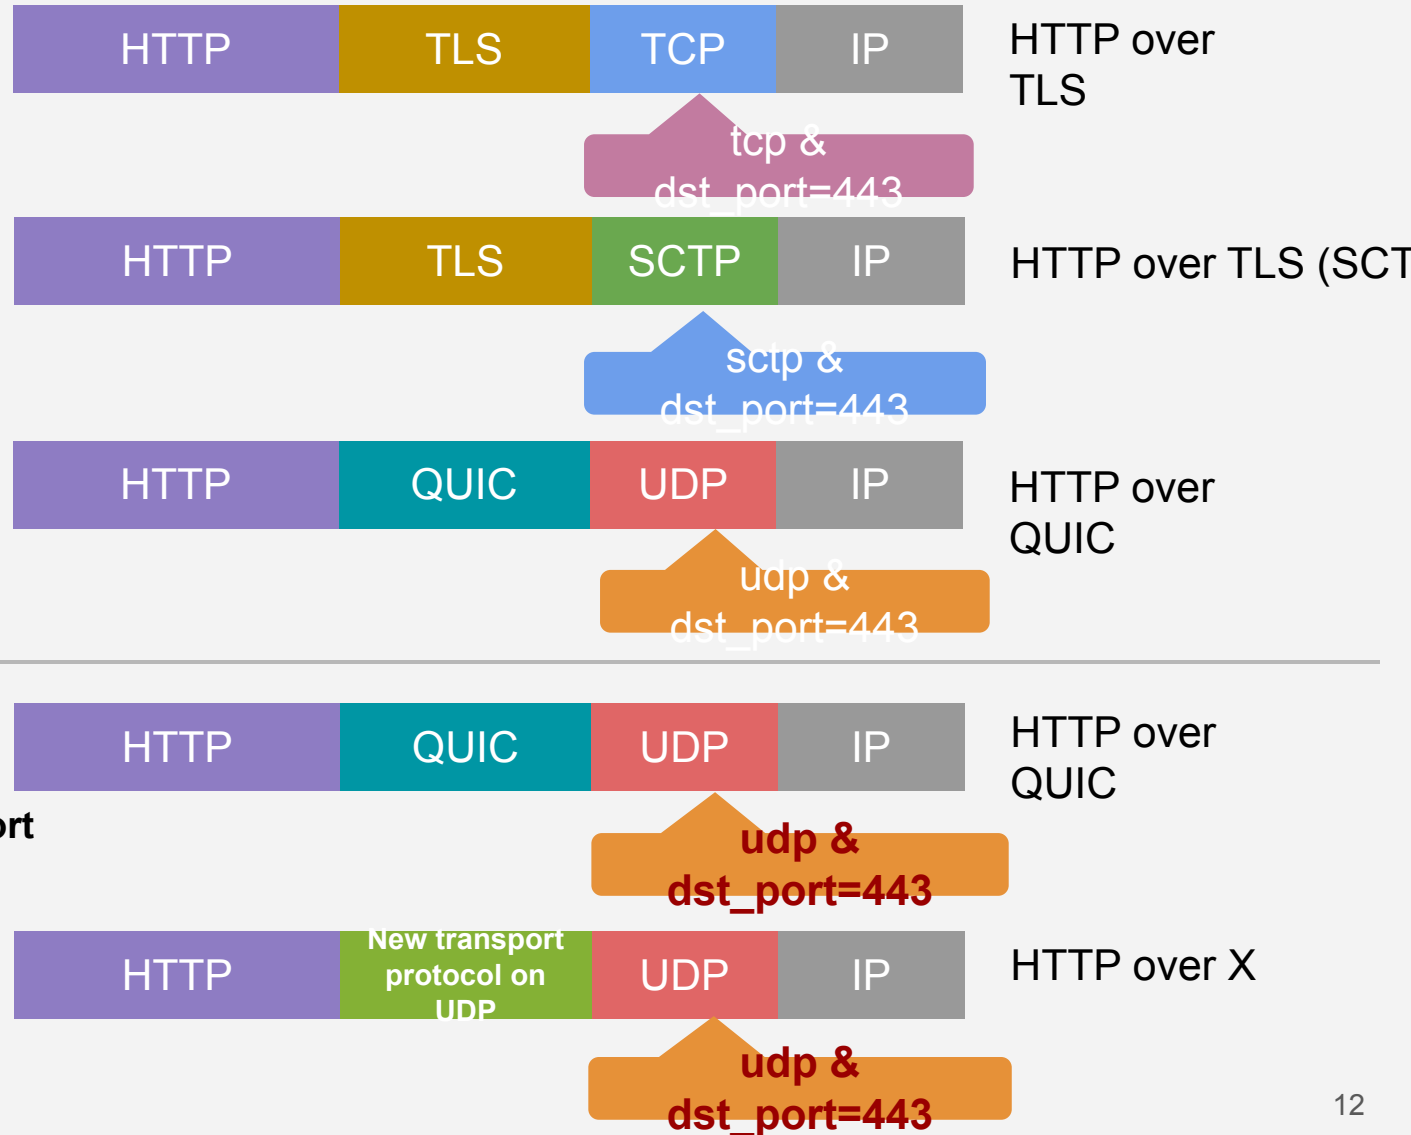 HTTP TLS TCP IP HTTP over
TLS
tcp &
dst_port=443
HTTP TLS SCTP IP HTTP over TLS (SCT
sctp &
dst_port=443
HTTP QUIC UDP IP HTTP over
QUIC
udp &
dst_port=443
HTTP QUIC UDP IP HTTP over
QUIC
ort
udp &
dst_port=443
HTTP New transport
protocol on
UDP
UDP IP HTTP over X
udp &
dst_port=443
12